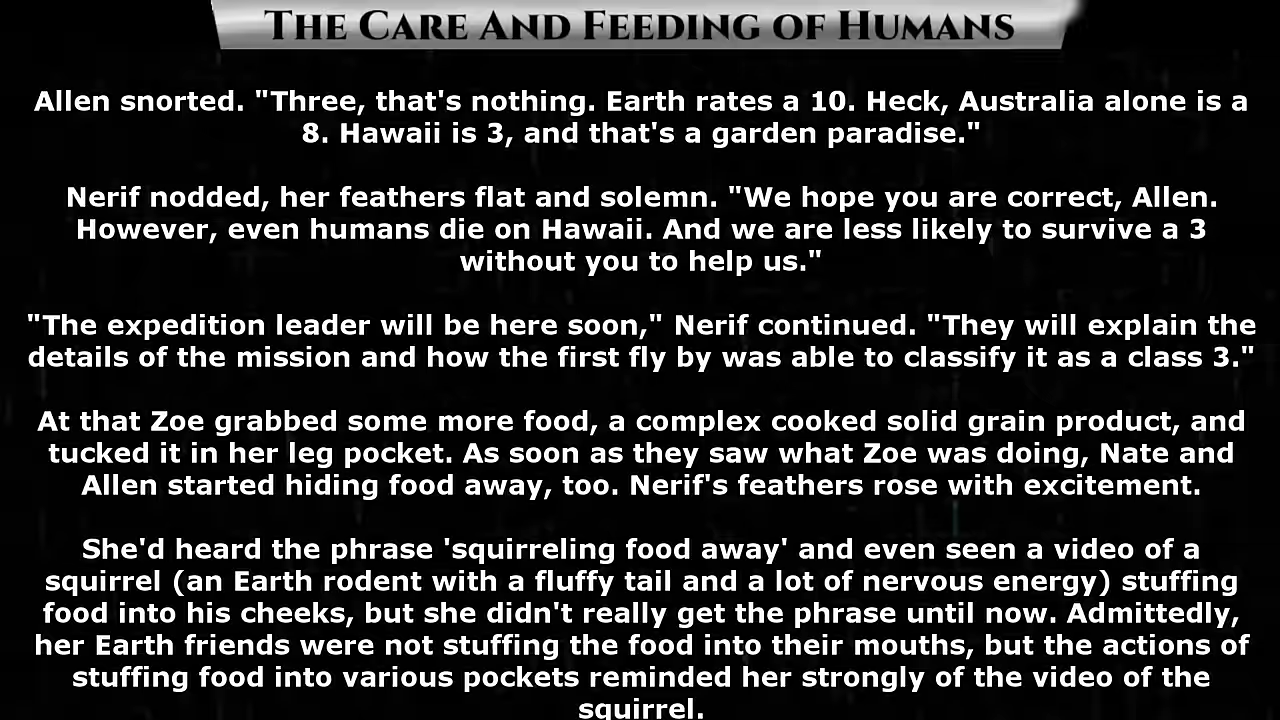 The Care And Feeding of Humans
Allen snorted. "Three, that's nothing. Earth rates a 10. Heck, Australia alone is a
8. Hawaii is 3, and that's a garden paradise."
Nerif nodded, her feathers flat and solemn. "We hope you are correct, Allen.
However, even humans die on Hawaii. And we are less likely to survive a 3
without you to help us."
"The expedition leader will be here soon," Nerif continued. "They will explain the
details of the mission and how the first fly by was able to classify it as a class 3."
At that Zoe grabbed some more food, a complex cooked solid grain product, and
tucked it in her leg pocket. As soon as they saw what Zoe was doing, Nate and
Allen started hiding food away, too. Nerif's feathers rose with excitement.
She'd heard the phrase 'squirreling food away' and even seen a video of a
squirrel (an Earth rodent with a fluffy tail and a lot of nervous energy) stuffing
food into his cheeks, but she didn't really get the phrase until now. Admittedly,
her Earth friends were not stuffing the food into their mouths, but the actions of
stuffing food into various pockets reminded her strongly of the video of the
squirrel.